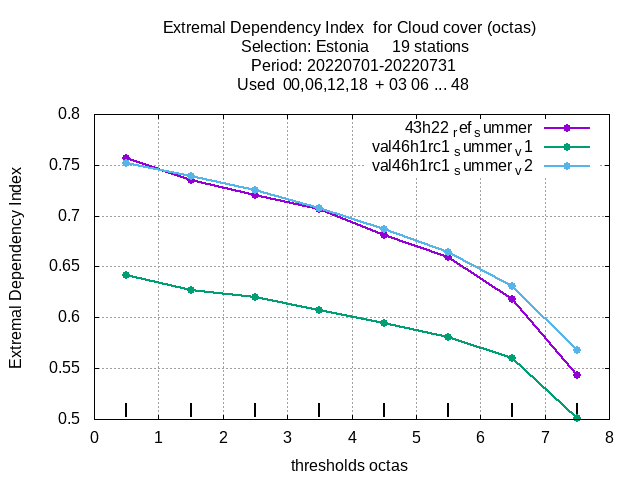 Extremal Dependency Index  for Cloud cover (octas)
Selection: Estonia     19 stations
Period: 20220701-20220731
Used  00,06,12,18  + 03 06 ... 48
43h22 ref summer
val46h1rc1 summer v1
val46h1rc1 summer v2
Extremal Dependency Index
0.8
0.75
0.7
0.65
0.6
0.55
0.5
0 1 2 3 4 5 6 7 8
thresholds octas